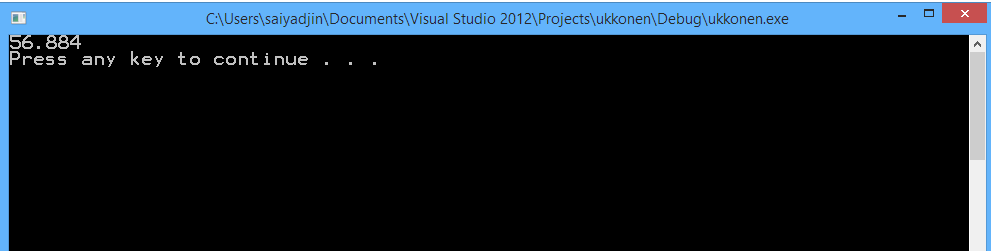 C:\Users\saiyadjin\Documents\Visual Studio 2012\Projects\ukkonen\Debug\ukkonen.exe
56.884
Press any key to continue . . .